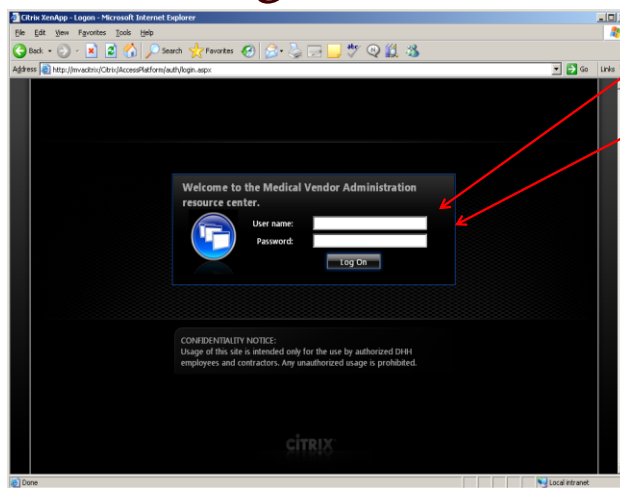 Citrix XenApp - Logon - Microsoft Internet Explorer
File Edit View Favorites Tools Help
Back Search Favorites
Address http://mvacitrix/Citrix/AccessPlatform/auth/login.aspx Go Links
Welcome to the Medical Vendor Administration
resource center.
User name:
Password:
Log On
CONFIDENTIALITY NOTICE:
Usage of this site is intended only for the use by authorized DHH
employees and contractors. Any unauthorized usage is prohibited.
CITRIX
Done Local intranet